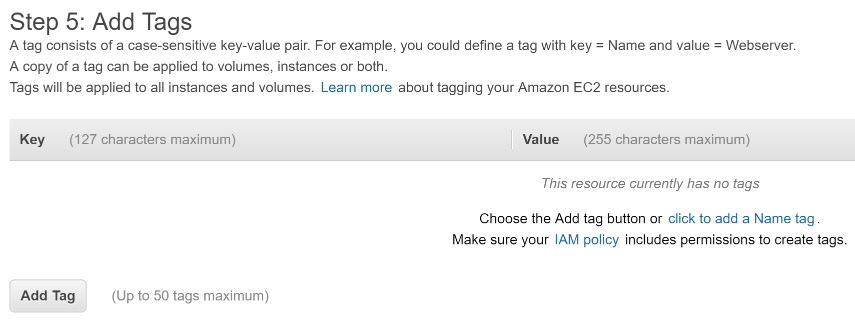 Step 5: Add Tags
A tag consists of a case-sensitive key-value pair. For example, you could define a tag with key = Name and value = Webserver.
A copy of a tag can be applied to volumes, instances or both.
Tags will be applied to all instances and volumes. Learn more about tagging your Amazon EC2 resources.
Key (127 characters maximum) Value (255 characters maximum)
This resource currently has no tags
Choose the Add tag button or click to add a Name tag.
Make sure your IAM policy includes permissions to create tags.
Add Tag (Up to 50 tags maximum)